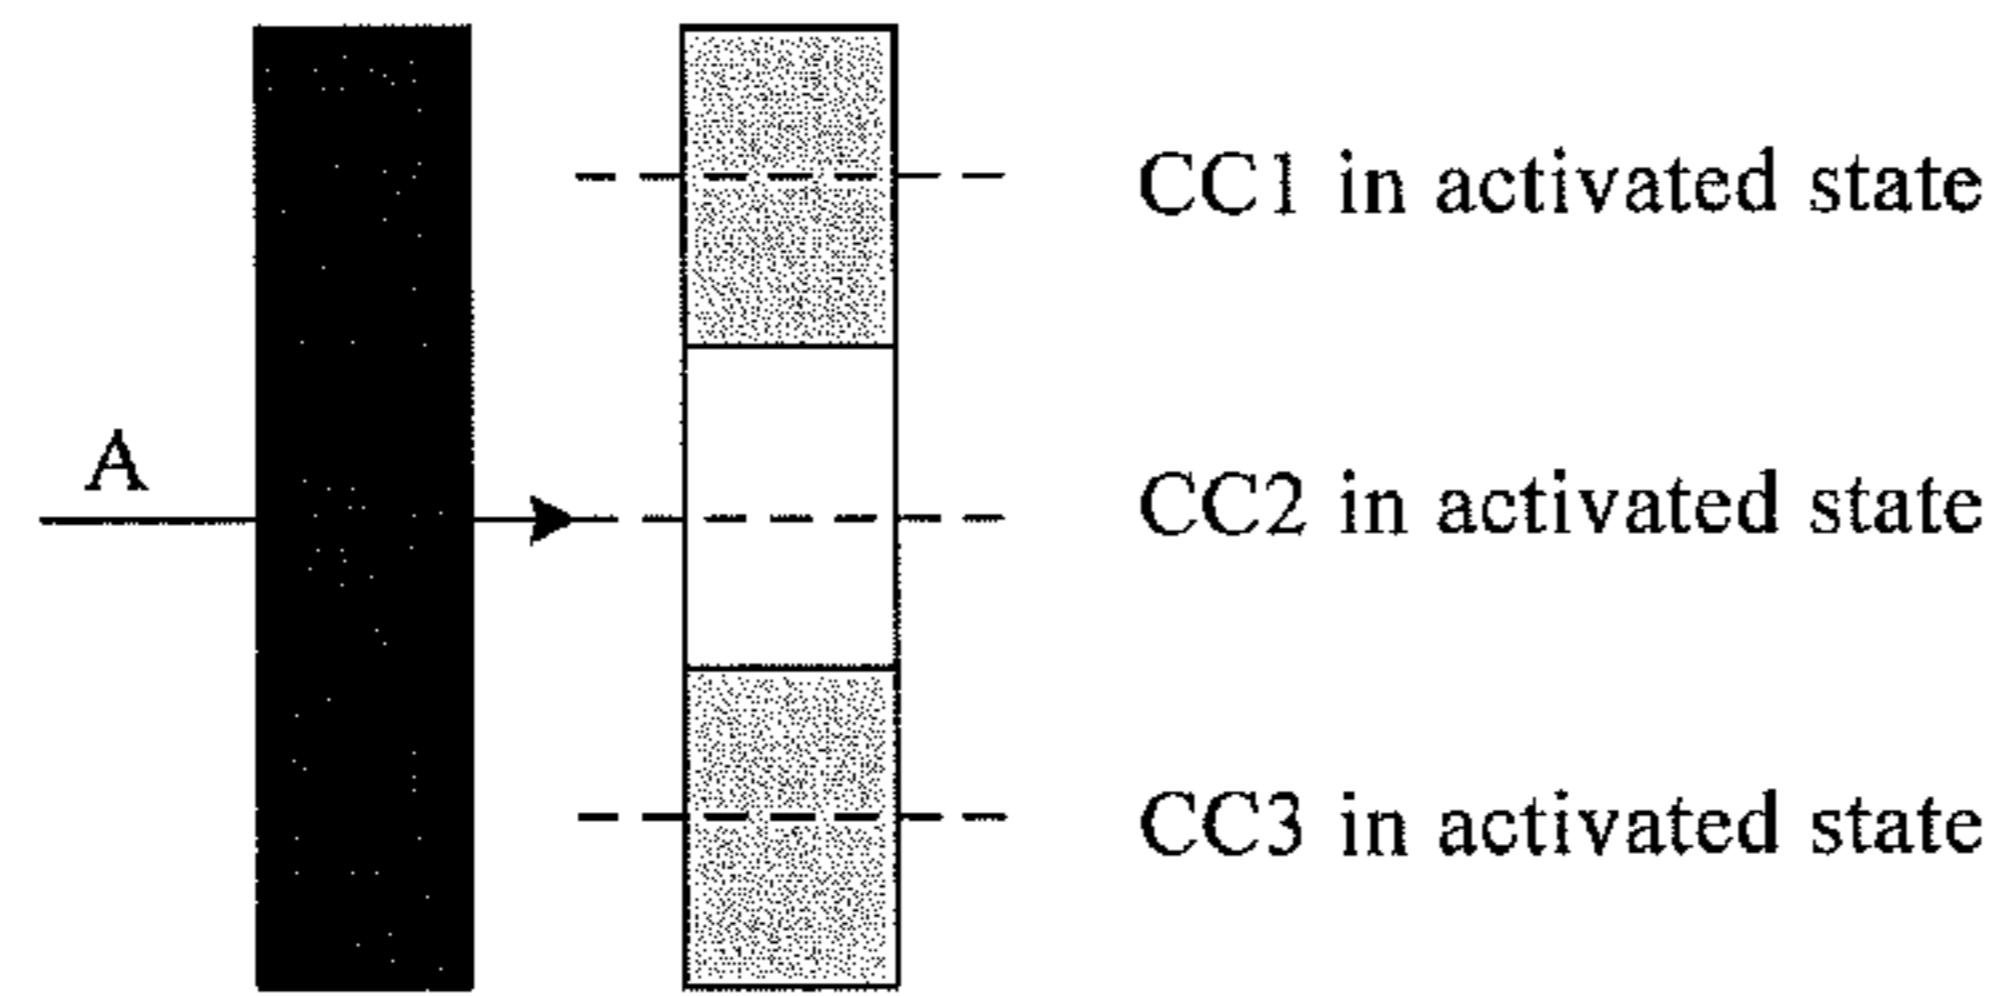 CC1 in activated state
A
CC2 in activated state
CC3 in activated state